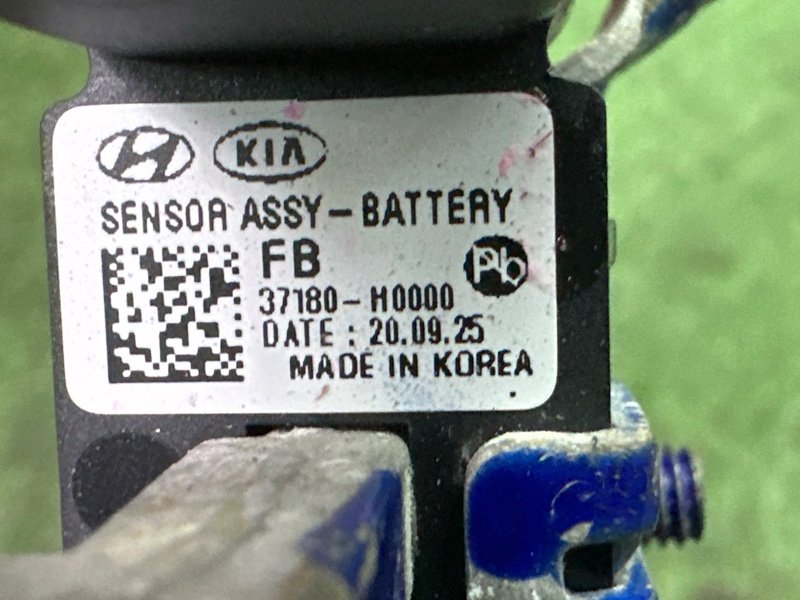 KIA
SENSOR ASSY-BATTERY
FB
Pb
37180-H0000
DATE : 20.09.25
MADE IN KOREA